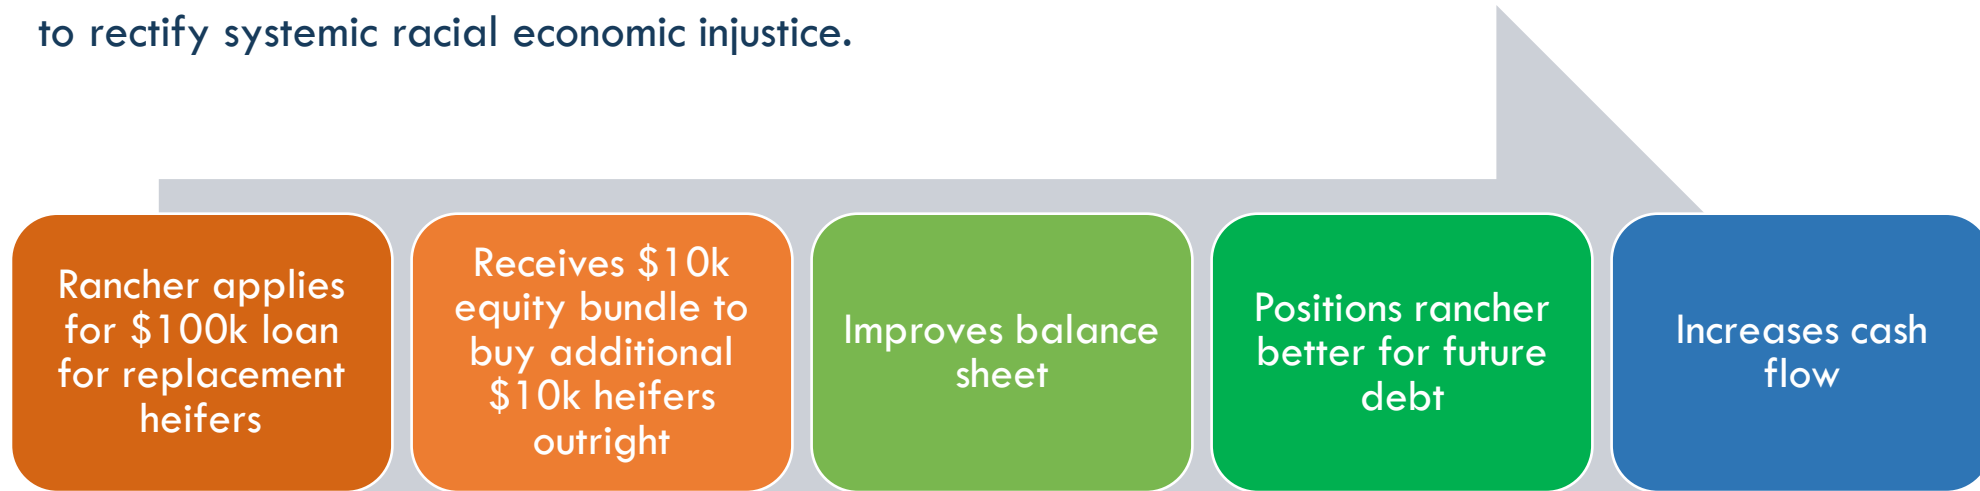 to rectify systemic racial economic injustice.
Rancher applies
for $100k loan
for replacement
heifers
Receives $10k
equity bundle to
buy additional
$10k heifers
outright
Improves balance
sheet
Positions rancher
better for future
debt
Increases cash
flow